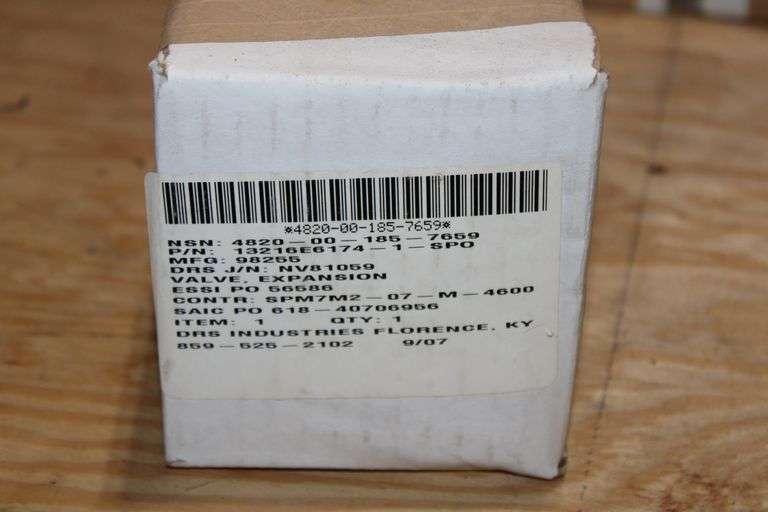 *4820-00-185-7659*
NSN: 4820-00-185-7659
P/N: 13216E6174-1-SPO
MFG: 98255
DRS J/N: NV81059
VALVE, EXPANSION
ESSI PO 56586
CONTR: SPM7M2-07-M-4600
SAIC PO 618-40706956
ITEM: 1 QTY: 1
DRS INDUSTRIES FLORENCE, KY
859-525-2102 9/07